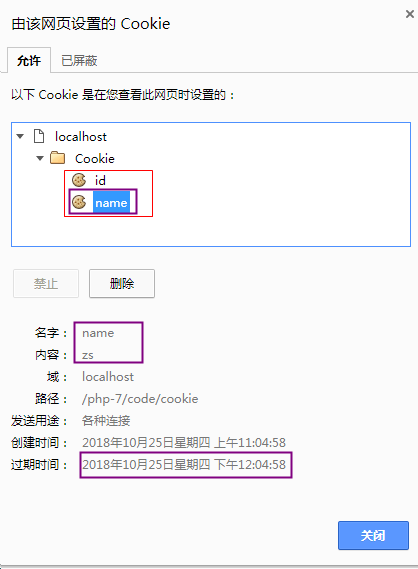 由该网页设置的 Cookie
允许 已屏蔽
以下 Cookie 是在您查看此网页时设置的：
localhost
Cookie
id
name
禁止 删除
名字： name
内容： zs
域： localhost
路径： /php-7/code/cookie
发送用途： 各种连接
创建时间： 2018年10月25日星期四 上午11:04:58
过期时间： 2018年10月25日星期四 下午12:04:58
关闭